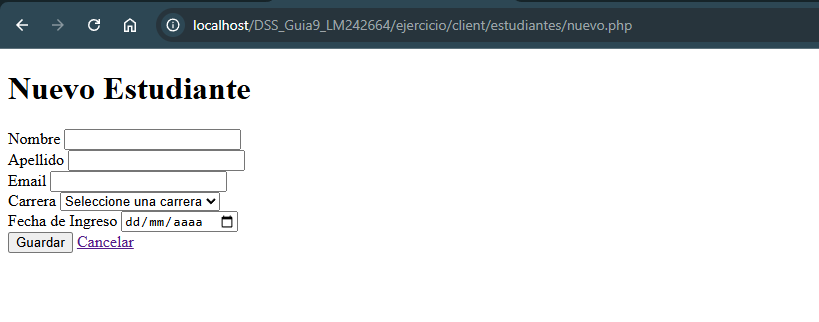 localhost/DSS_Guia9_LM242664/ejercicio/client/estudiantes/nuevo.php
Nuevo Estudiante
Nombre
Apellido
Email
Carrera Seleccione una carrera
Fecha de Ingreso dd/mm/aaaa
Guardar Cancelar